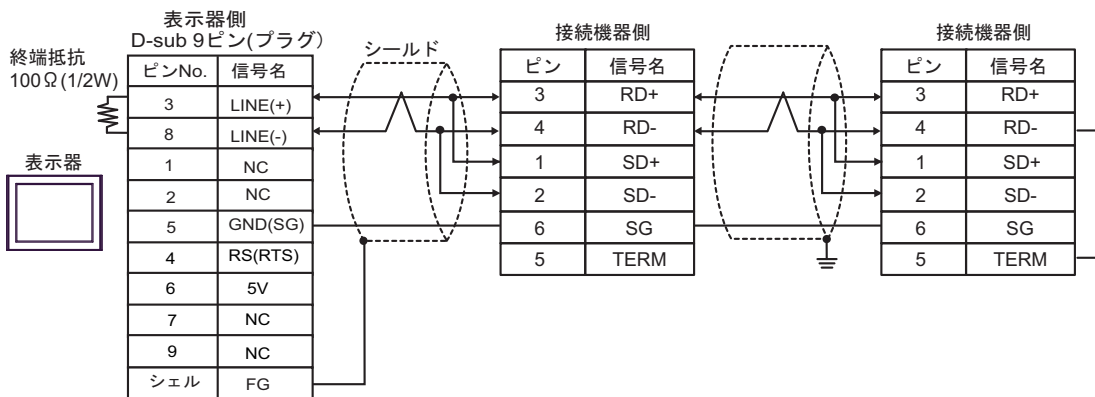 表示器側
D-sub 9ピン(プラグ)
終端抵抗
100Ω(1/2W)
シールド
接続機器側
接続機器側
ピンNo. 信号名
3 LINE(+)
8 LINE(-)
1 NC
2 NC
5 GND(SG)
4 RS(RTS)
6 5V
7 NC
9 NC
シェル FG
表示器
ピン 信号名
3 RD+
4 RD-
1 SD+
2 SD-
6 SG
5 TERM
ピン 信号名
3 RD+
4 RD-
1 SD+
2 SD-
6 SG
5 TERM